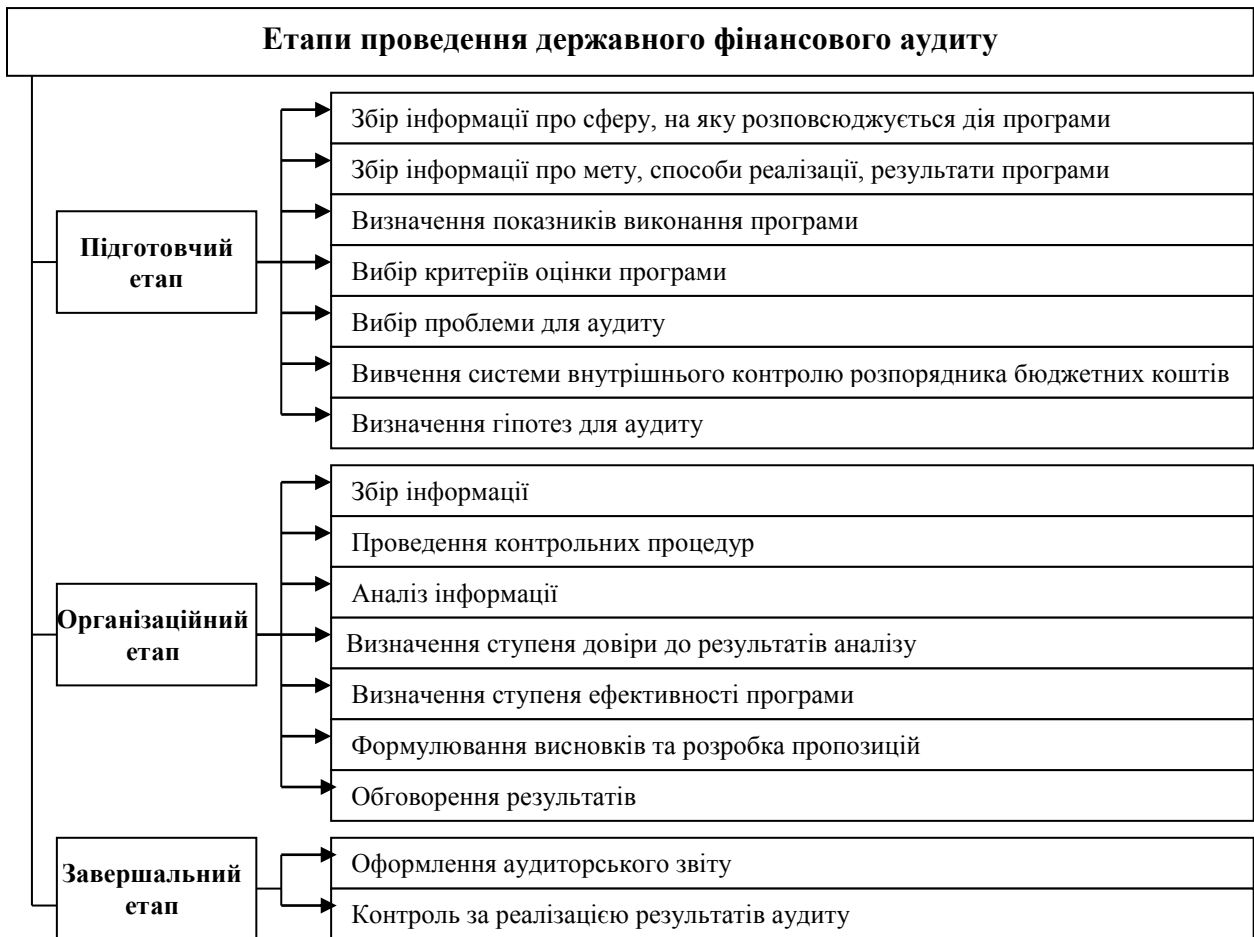 Етапи проведення державного фінансового аудиту
Підготовчий
етап
Збір інформації про сферу, на яку розповсюджується дія програми
Збір інформації про мету, способи реалізації, результати програми
Визначення показників виконання програми
Вибір критеріїв оцінки програми
Вибір проблеми для аудиту
Вивчення системи внутрішнього контролю розпорядника бюджетних коштів
Визначення гіпотез для аудиту
Організаційний
етап
Збір інформації
Проведення контрольних процедур
Аналіз інформації
Визначення ступеня довіри до результатів аналізу
Визначення ступеня ефективності програми
Формулювання висновків та розробка пропозицій
Обговорення результатів
Завершальний
етап
Оформлення аудиторського звіту
Контроль за реалізацією результатів аудиту